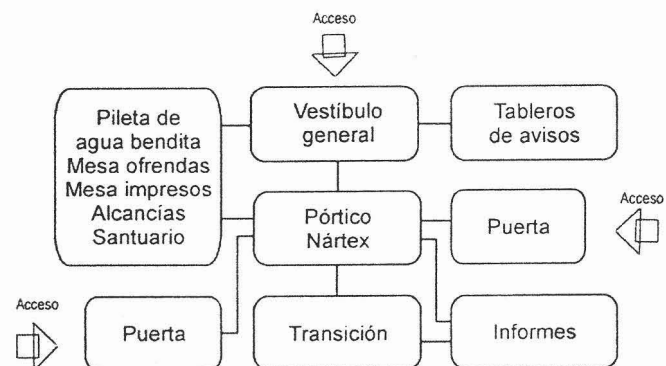 Acceso
Pileta de
agua bendita
Mesa ofrendas
Mesa impresos
Alcancías
Santuario
Vestíbulo
general
Tableros
de avisos
Pórtico
Nártex
Puerta
Acceso
Acceso
Puerta
Transición
Informes